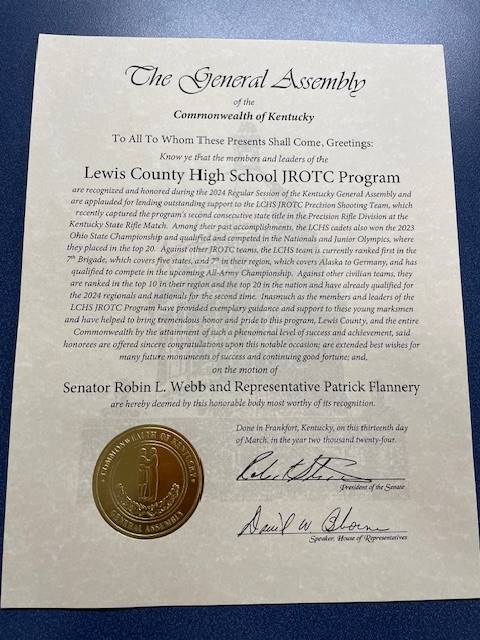 The General Assembly
of the
Commonwealth of Kentucky
To All To Whom These Presents Shall Come, Greetings:
Know ye that the members and leaders of the
Lewis County High School JROTC Program
are recognized and honored during the 2024 Regular Session of the Kentucky General Assembly and
are applauded for lending outstanding support to the LCHS JROTC Precision Shooting Team, which
recently captured the program's second consecutive state title in the Precision Rifle Division at the
Kentucky State Rifle Match. Among their past accomplishments, the LCHS cadets also won the 2023
Ohio State Championship and qualified and competed in the Nationals and Junior Olympics, where
they placed in the top 20. Against other JROTC teams, the LCHS team is currently ranked first in the
7th Brigade, which covers five states, and 7th in their region, which covers Alaska to Germany, and has
qualified to compete in the upcoming All-Army Championship. Against other civilian teams, they
are ranked in the top 10 in their region and the top 20 in the nation and have already qualified for
the 2024 regionals and nationals for the second time. Inasmuch as the members and leaders of the
LCHS JROTC Program have provided exemplary guidance and support to these young marksmen
and have helped to bring tremendous honor and pride to this program, Lewis County, and the entire
Commonwealth by the attainment of such a phenomenal level of success and achievement, said
honorees are offered sincere congratulations upon this notable occasion; are extended best wishes for
many future monuments of success and continuing good fortune; and,
on the motion of
Senator Robin L. Webb and Representative Patrick Flannery
are hereby deemed by this honorable body most worthy of its recognition.
Done in Frankfort, Kentucky, on this thirteenth day
of March, in the year two thousand twenty-four.
COMMONWEALTH OF KENTUCKY
GENERAL ASSEMBLY
President of the Senate
David W Osborne
Speaker, House of Representatives